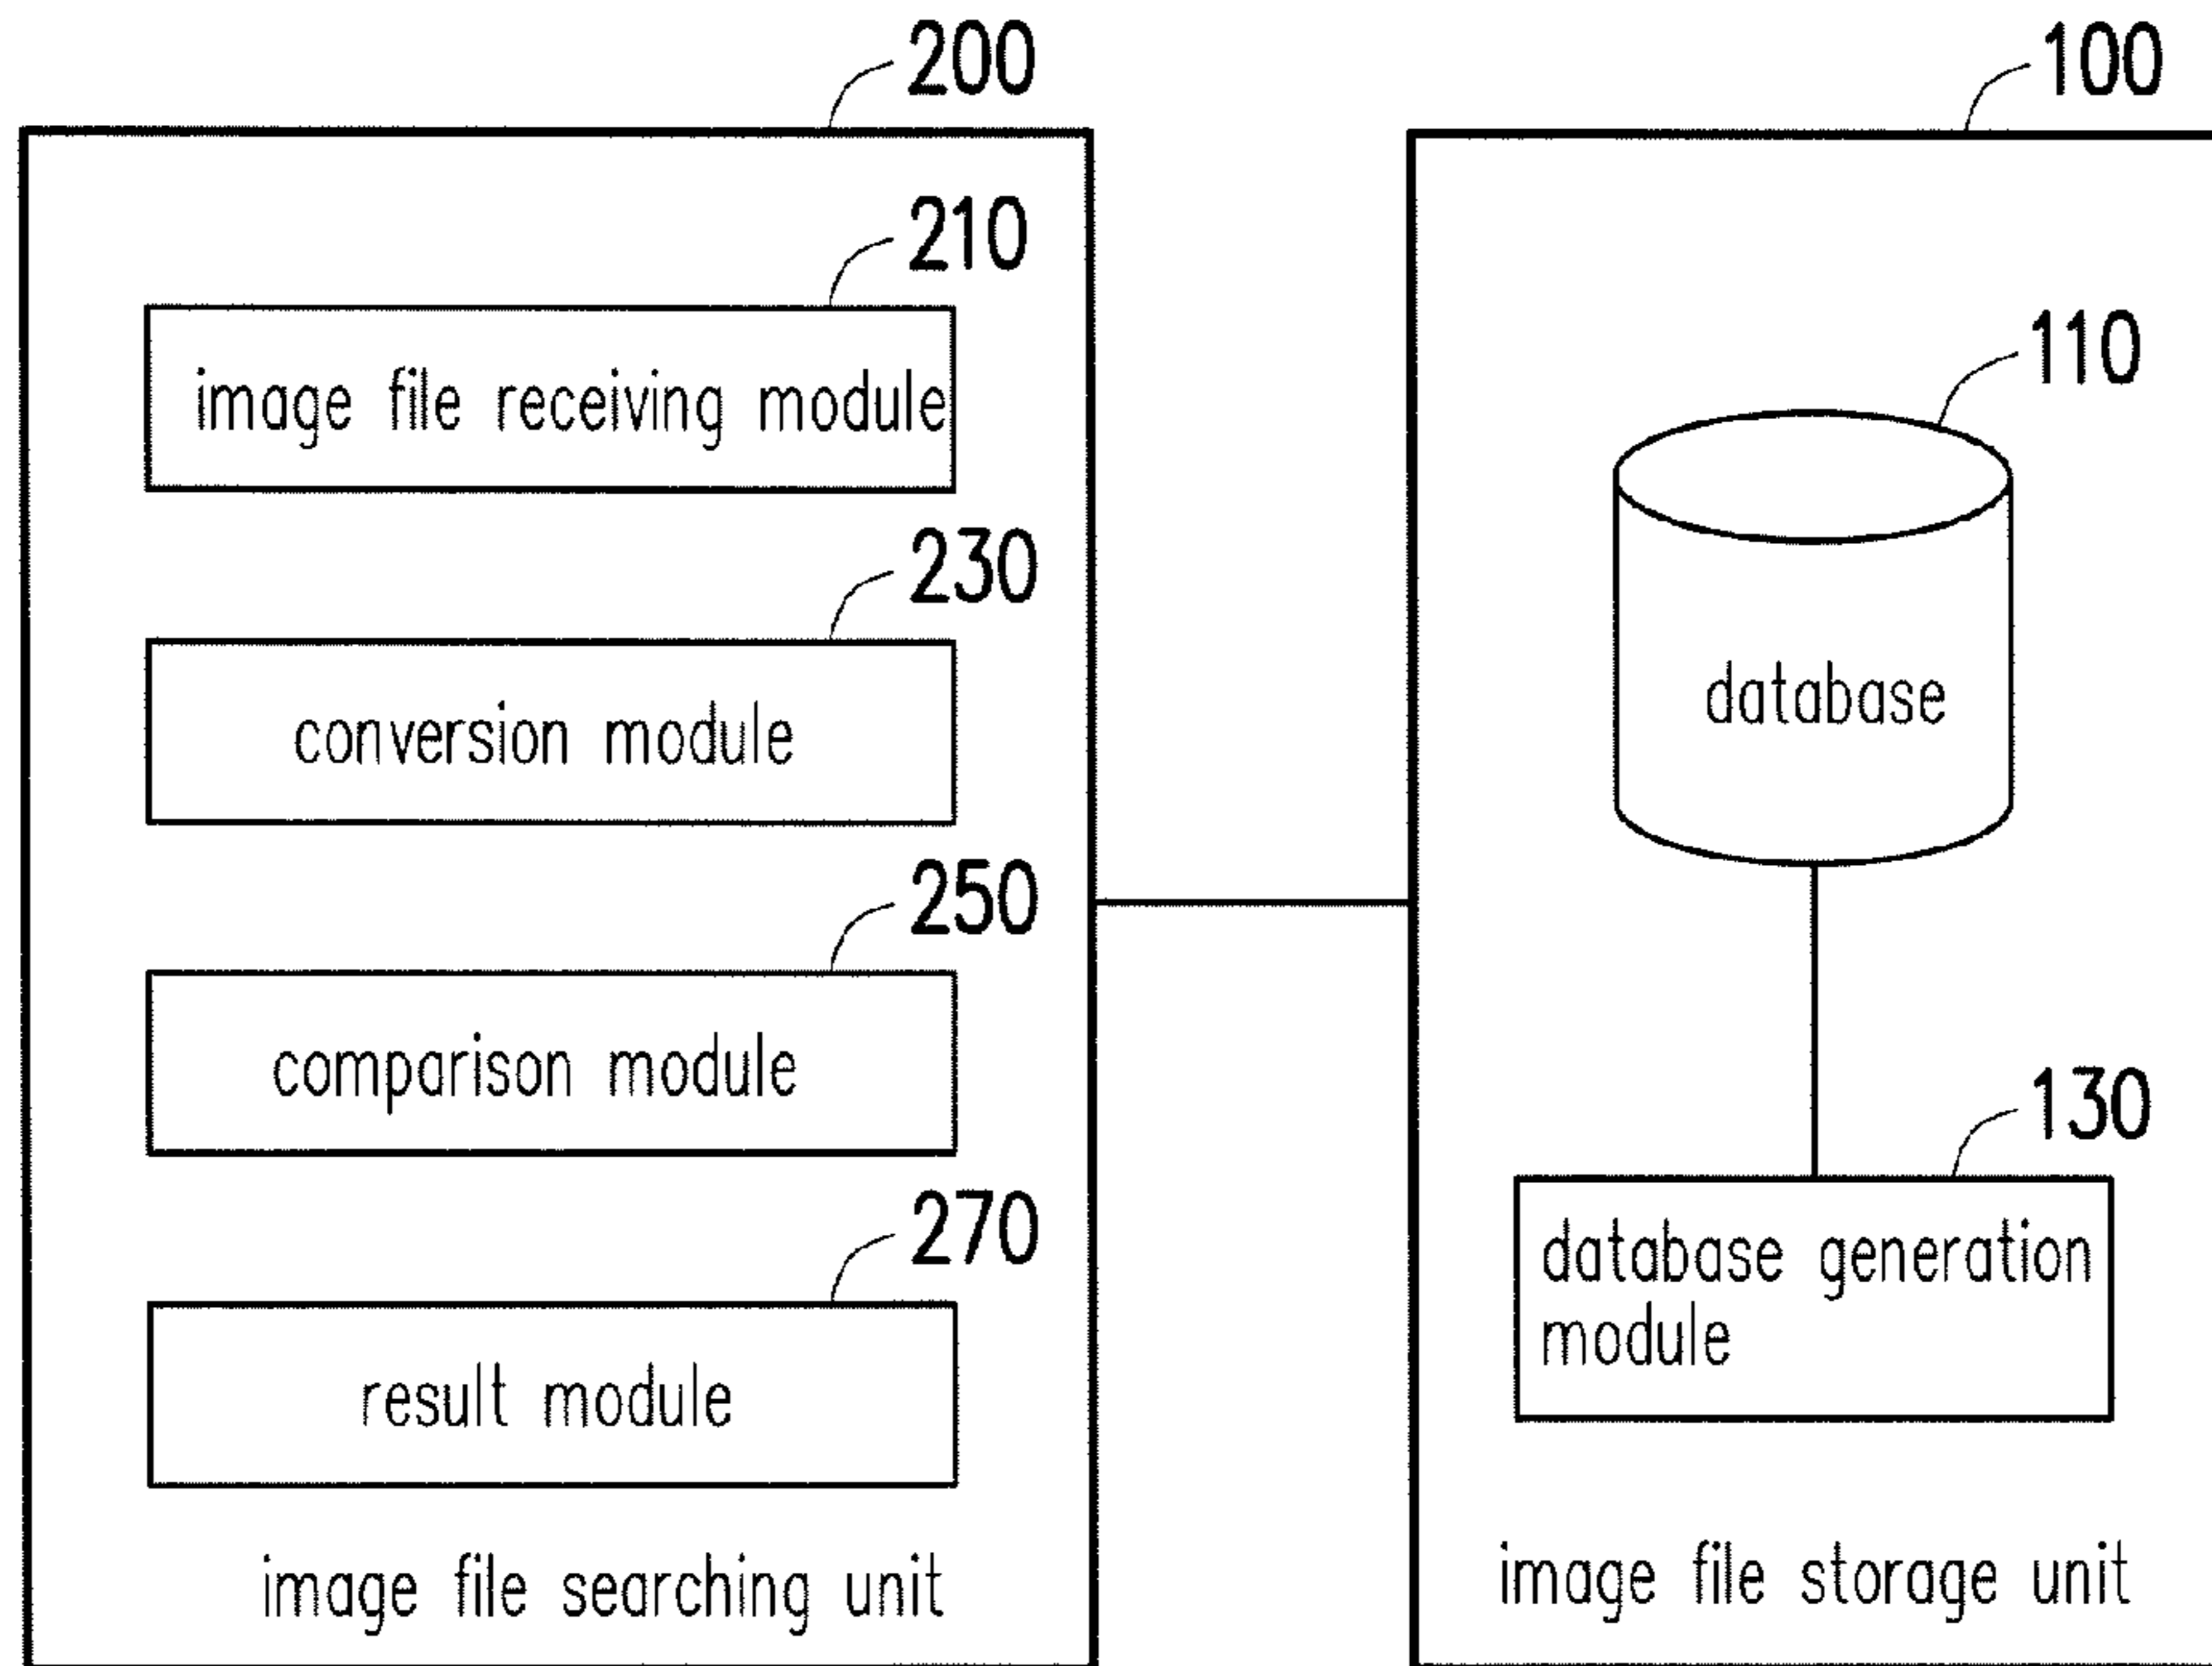 200
210
image file receiving module
230
conversion module
250
comparison module
270
result module
image file searching unit
100
110
database
130
database generation
module
image file storage unit